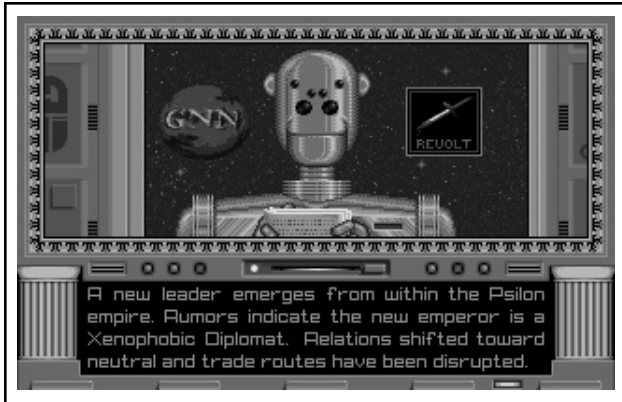 GNN
REVOLT
A new leader emerges from within the Psilon
empire. Rumors indicate the new emperor is a
Xenophobic Diplomat. Relations shifted toward
neutral and trade routes have been disrupted.